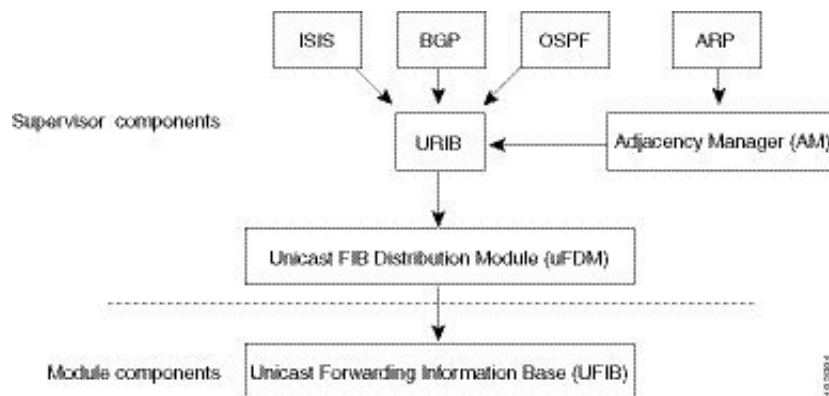 ISIS
BGP
OSPF
ARP
Supervisor components
URIB
Adjacency Manager (AM)
Unicast FIB Distribution Module (uFDM)
Module components
Unicast Forwarding Information Base (UFIB)